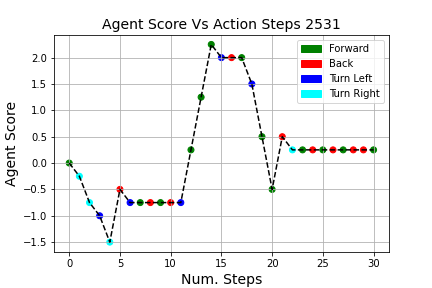 Agent Score Vs Action Steps 2531
Agent Score
2.0
1.5
1.0
0.5
0.0
−0.5
−1.0
−1.5
Forward
Back
Turn Left
Turn Right
0 5 10 15 20 25 30
Num. Steps